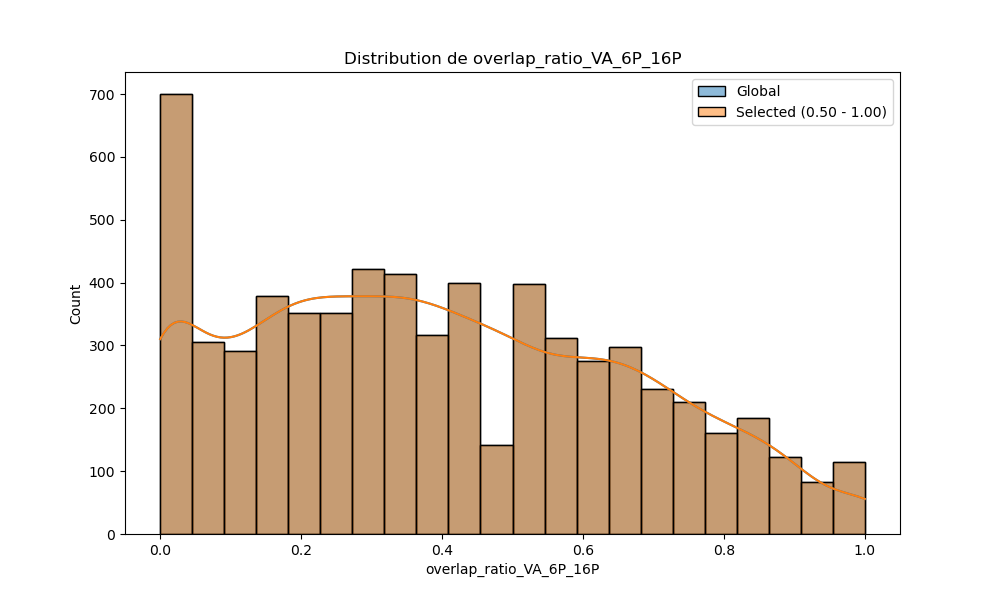 Distribution de overlap_ratio_VA_6P_16P
Global
Selected (0.50 - 1.00)
Count
700
600
500
400
300
200
100
0
0.0
0.2
0.4
0.6
0.8
1.0
overlap_ratio_VA_6P_16P